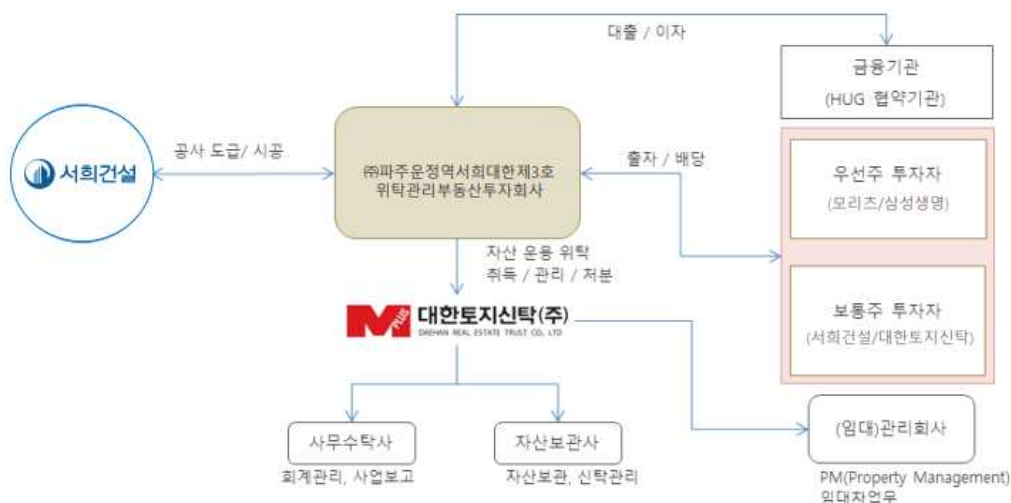 대출 / 이자
금융기관
(HUG 협약기관)
서희건설
공사 도급/ 시공
㈜파주운정역서희대한제3호
위탁관리부동산투자회사
출자 / 배당
우선주 투자자
(모리츠/삼성생명)
자산 운용 위탁
취득 / 관리 / 처분
M PLUS 대한토지신탁(주)
DAEHAN REAL ESTATE TRUST CO, LTD
보통주 투자자
(서희건설/대한토지신탁)
사무수탁사
회계관리, 사업보고
자산보관사
자산보관, 신탁관리
(임대)관리회사
PM(Property Management)
임대차업무